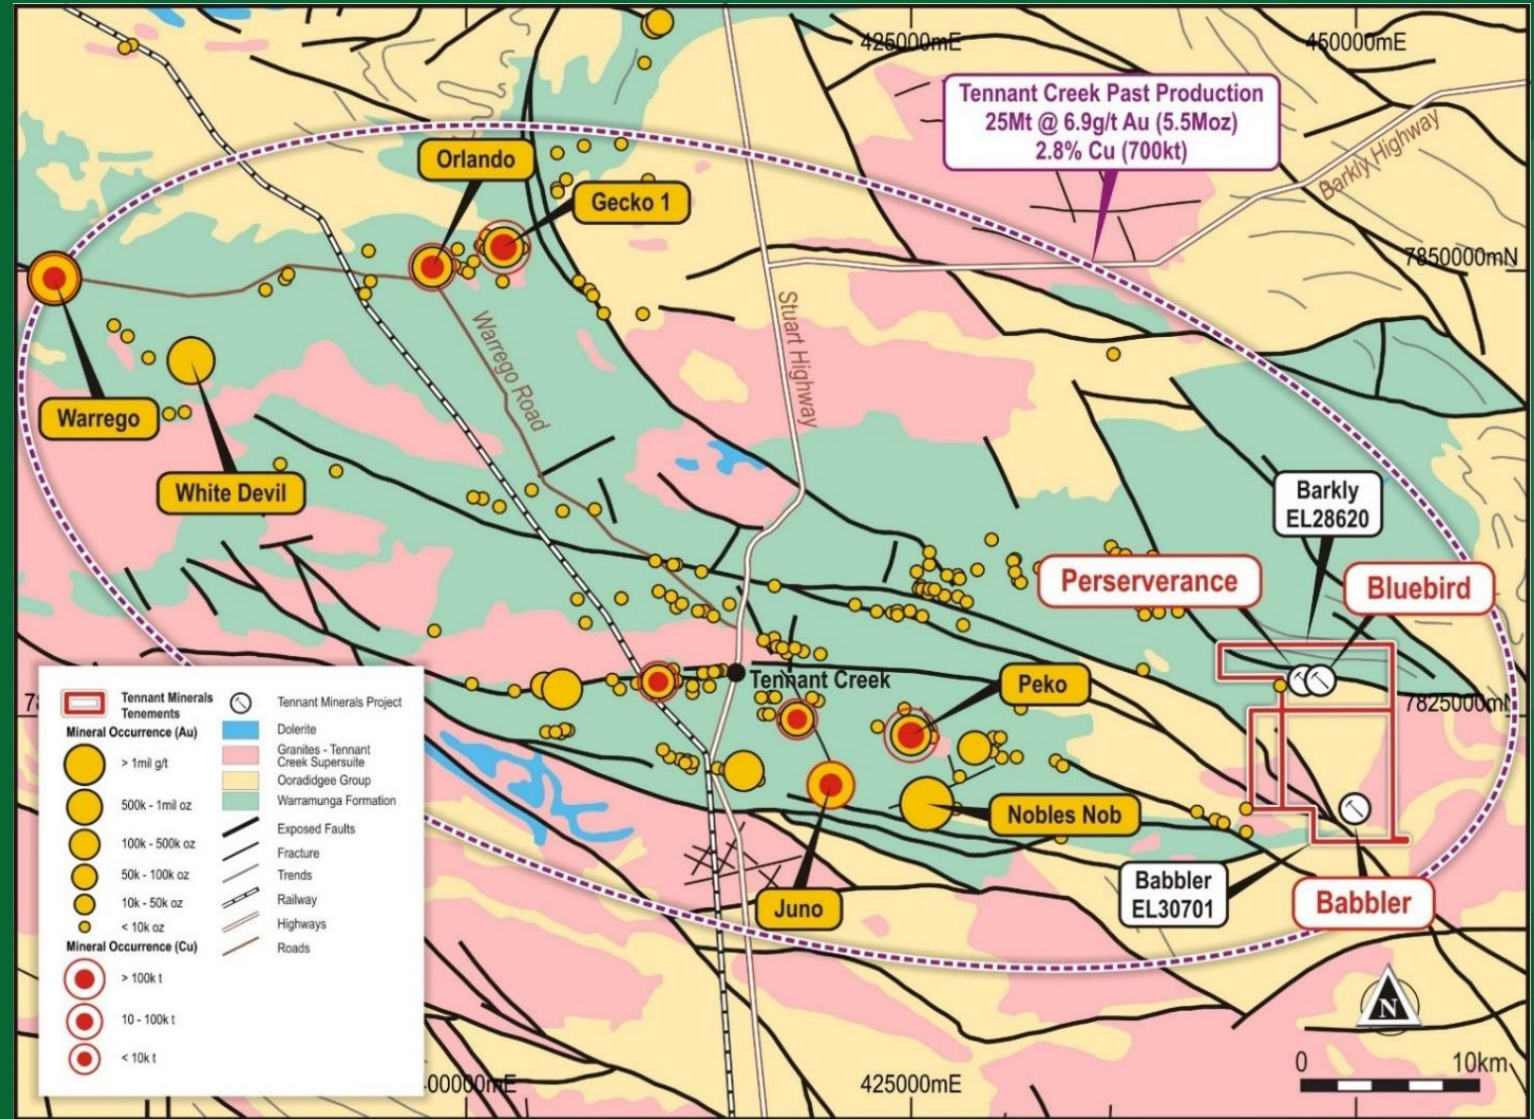 425000mE
450000mE
Tennant Creek Past Production
25Mt @ 6.9g/t Au (5.5Moz)
2.8% Cu (700kt)
Barkly Highway
Orlando
Gecko 1
7850000mN
Stuart Highway
Warrego Road
Warrego
White Devil
Barkly
EL28620
Perserverance
Bluebird
Tennant Creek
Peko
7825000mN
Nobles Nob
Juno
Babbler
EL30701
Babbler
Tennant Minerals
Tenements
Mineral Occurrence (Au)
> 1mil g/t
500k - 1mil oz
100k - 500k oz
50k - 100k oz
10k - 50k oz
< 10k oz
Mineral Occurrence (Cu)
> 100k t
10 - 100k t
< 10k t
Tennant Minerals Project
Dolerite
Granites - Tennant
Creek Supersuite
Ooradidgee Group
Warramunga Formation
Exposed Faults
Fracture
Trends
Railway
Highways
Roads
00000mE
425000mE
N
0 10km